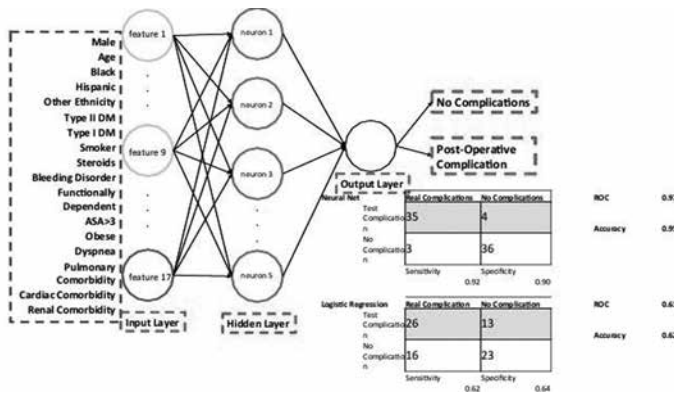 Male
Age
Black
Hispanic
Other Ethnicity
Type II DM
Type I DM
Smoker
Steroids
Bleeding Disorder
Functionally
Dependent
ASA>3
Obese
Dyspnea
Pulmonary
Comorbidity
Cardiac Comorbidity
Renal Comorbidity
feature 1
feature 9
feature 17
Input Layer
neuron 1
neuron 2
neuron 3
neuron 5
Hidden Layer
Output Layer
No Complications
Post-Operative
Complication
Neural Net Real Complications No Complications
Test
Complicatio 35 4
n
No
Complicatio 3 36
n
Sensitivity Specificity
0.92 0.90
ROC
Accuracy
Logistic Regression Real Complications No Complications
Test
Complicatio 26 13
n
No
Complicatio 16 23
n
Sensitivity Specificity
0.62 0.64
ROC
Accuracy